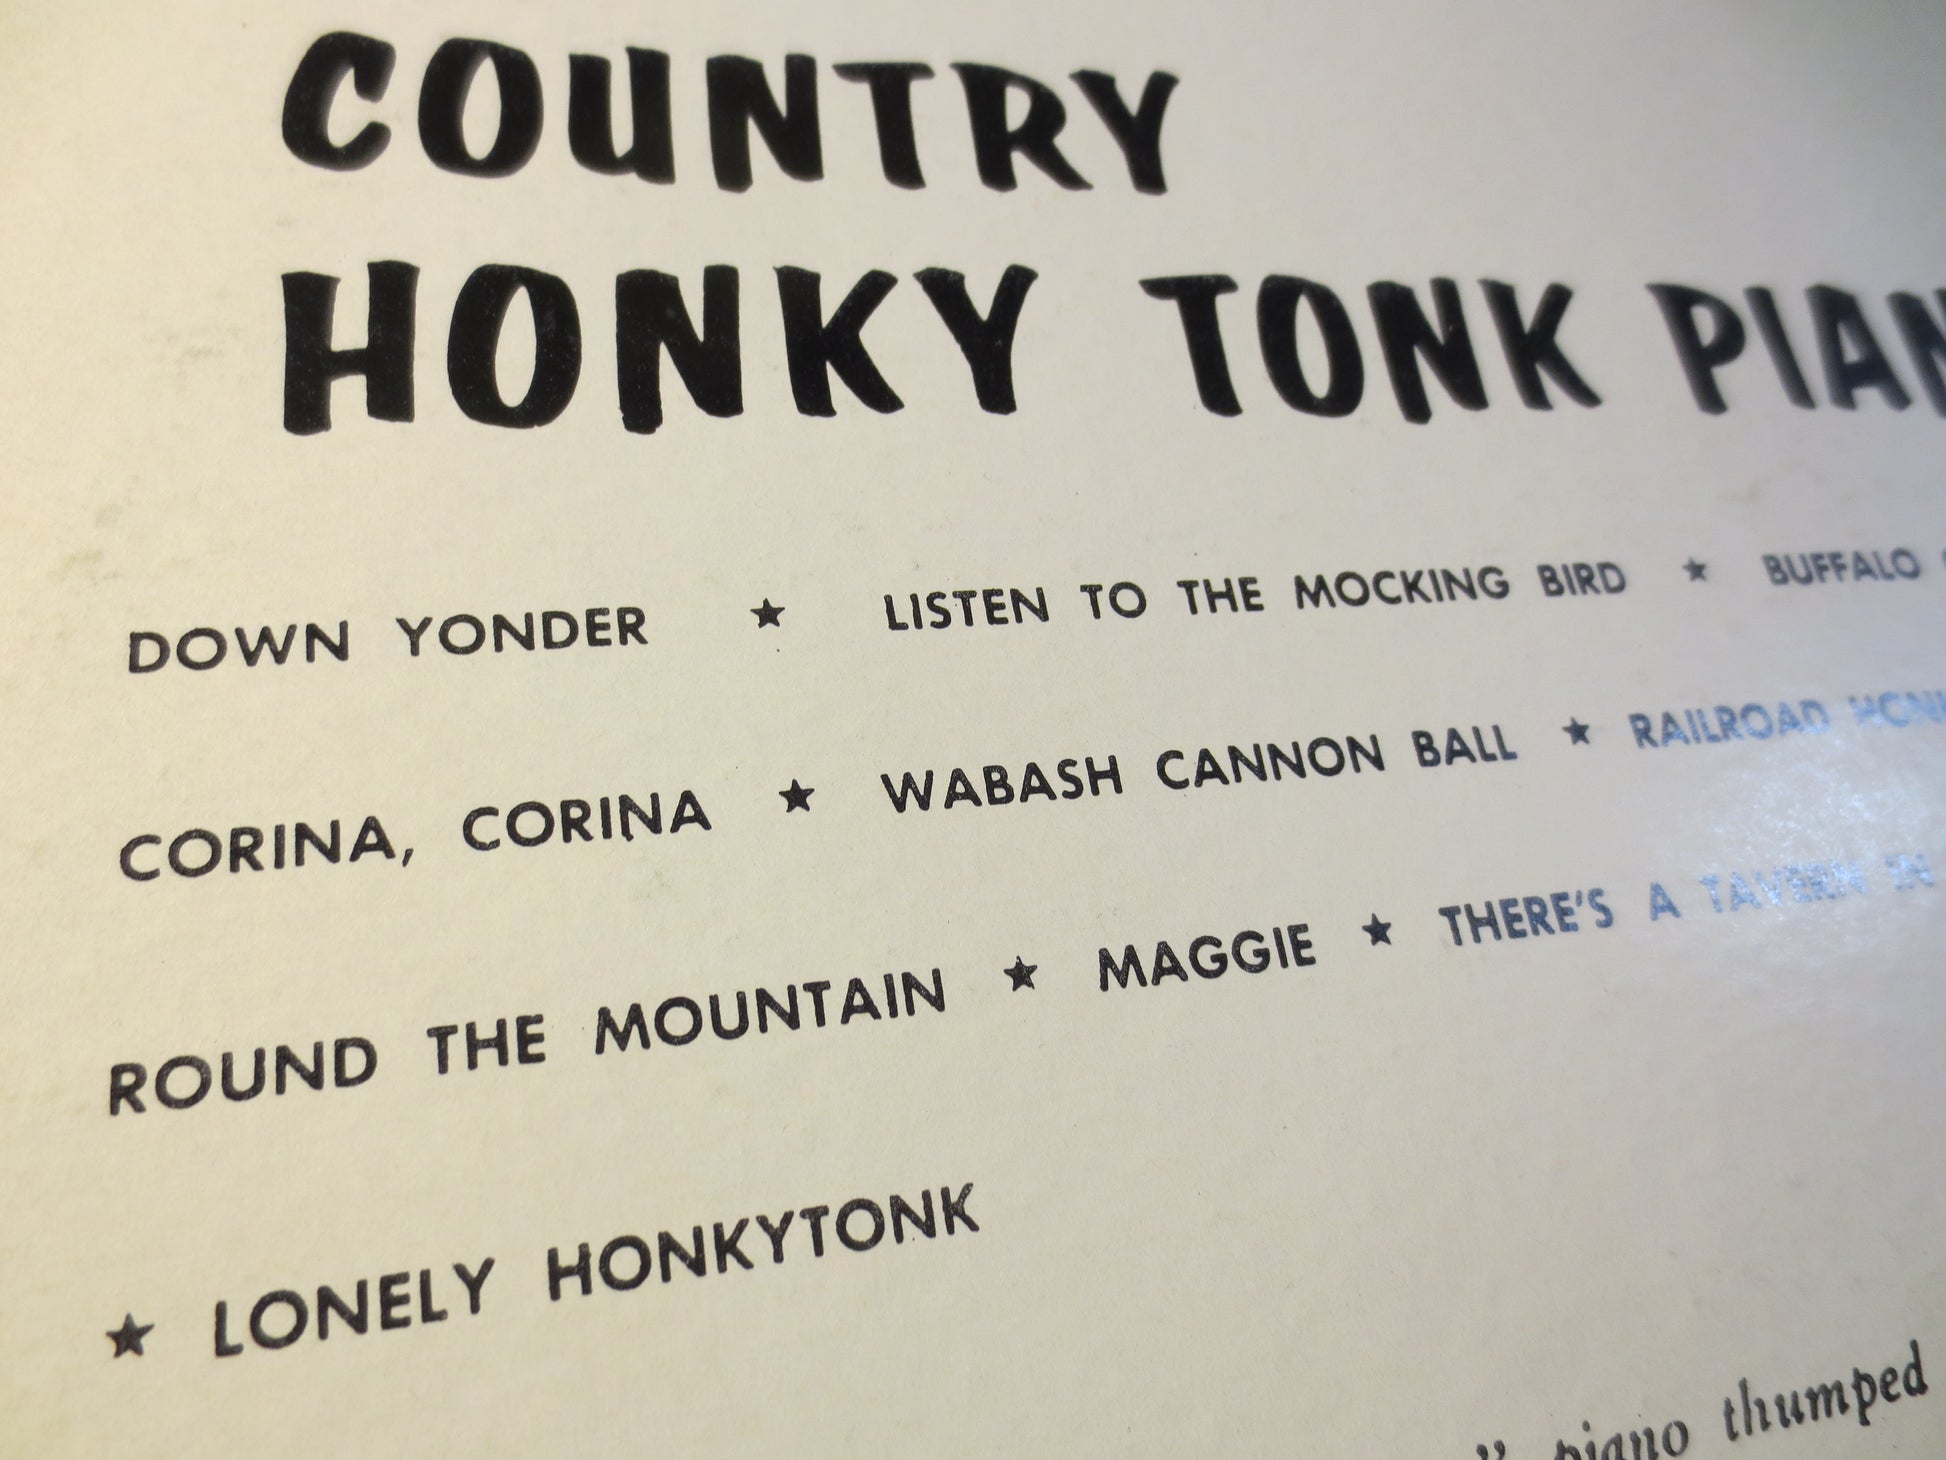 COUNTRY
HONKY TONK PIAN
DOWN YONDER ★ LISTEN TO THE MOCKING BIRD ★ BUFFALO
CORINA, CORINA ★ WABASH CANNON BALL ★ RAILROAD
ROUND THE MOUNTAIN ★ MAGGIE ★ THERE'S A TAVERN IN
★ LONELY HONKYTONK
" piano thumped